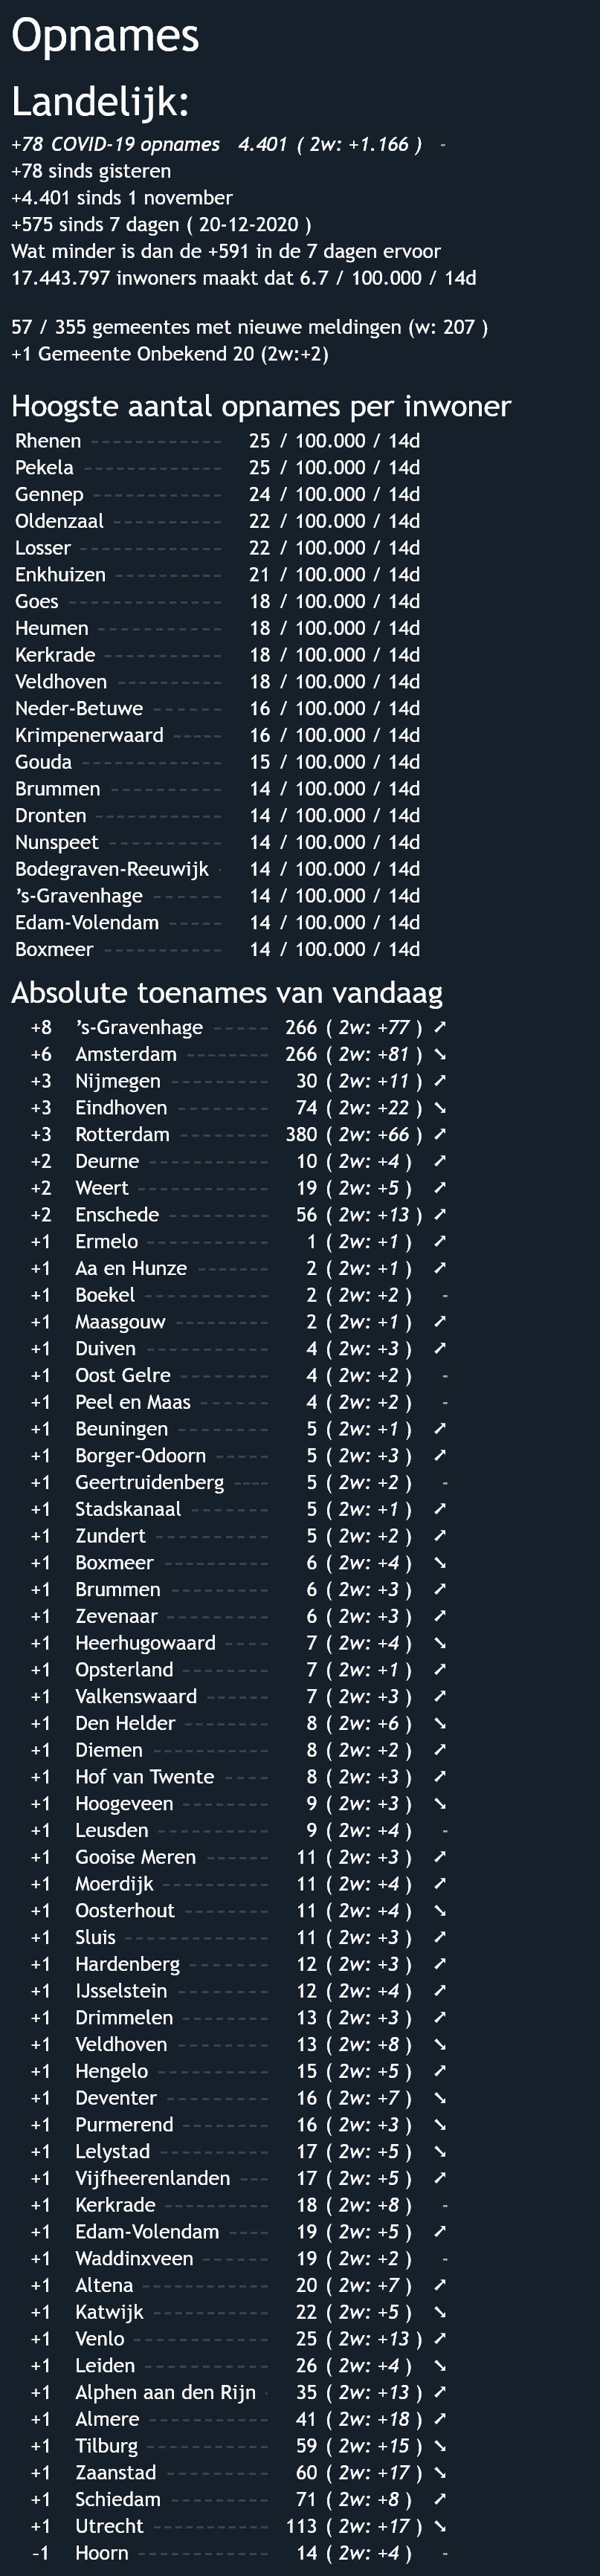 Opnames
Landelijk:
+78 COVID-19 opnames 4.401 ( 2w: +1.166 ) -
+78 sinds gisteren
+4.401 sinds 1 november
+575 sinds 7 dagen ( 20-12-2020 )
Wat minder is dan de +591 in de 7 dagen ervoor
17.443.797 inwoners maakt dat 6.7 / 100.000 / 14d
57 / 355 gemeentes met nieuwe meldingen (w: 207 )
+1 Gemeente Onbekend 20 (2w:+2)
Hoogste aantal opnames per inwoner
Rhenen ------------ 25 / 100.000 / 14d
Pekela ------------ 25 / 100.000 / 14d
Gennep ----------- 24 / 100.000 / 14d
Oldenzaal --------- 22 / 100.000 / 14d
Losser ------------ 22 / 100.000 / 14d
Enkhuizen --------- 21 / 100.000 / 14d
Goes ------------- 18 / 100.000 / 14d
Heumen ----------- 18 / 100.000 / 14d
Kerkrade ---------- 18 / 100.000 / 14d
Veldhoven --------- 18 / 100.000 / 14d
Neder-Betuwe ------ 16 / 100.000 / 14d
Krimpenerwaard ---- 16 / 100.000 / 14d
Gouda ------------ 15 / 100.000 / 14d
Brummen ---------- 14 / 100.000 / 14d
Dronten ----------- 14 / 100.000 / 14d
Nunspeet ---------- 14 / 100.000 / 14d
Bodegraven-Reeuwijk - 14 / 100.000 / 14d
's-Gravenhage ------ 14 / 100.000 / 14d
Edam-Volendam ----- 14 / 100.000 / 14d
Boxmeer ---------- 14 / 100.000 / 14d
Absolute toenames van vandaag
+8 's-Gravenhage ----- 266 ( 2w: +77 ) ➚
+6 Amsterdam -------- 266 ( 2w: +81 ) ➘
+3 Nijmegen --------- 30 ( 2w: +11 ) ➚
+3 Eindhoven -------- 74 ( 2w: +22 ) ➘
+3 Rotterdam -------- 380 ( 2w: +66 ) ➚
+2 Deurne ----------- 10 ( 2w: +4 ) ➚
+2 Weert ------------ 19 ( 2w: +5 ) ➚
+2 Enschede --------- 56 ( 2w: +13 ) ➚
+1 Ermelo ----------- 1 ( 2w: +1 ) ➚
+1 Aa en Hunze ------- 2 ( 2w: +1 ) ➚
+1 Boekel ----------- 2 ( 2w: +2 ) -
+1 Maasgouw --------- 2 ( 2w: +1 ) ➚
+1 Duiven ----------- 4 ( 2w: +3 ) ➚
+1 Oost Gelre -------- 4 ( 2w: +2 ) -
+1 Peel en Maas ------ 4 ( 2w: +2 ) -
+1 Beuningen -------- 5 ( 2w: +1 ) ➚
+1 Borger-Odoorn ----- 5 ( 2w: +3 ) ➚
+1 Geertruidenberg ---- 5 ( 2w: +2 ) -
+1 Stadskanaal ------- 5 ( 2w: +1 ) ➚
+1 Zundert ---------- 5 ( 2w: +2 ) ➚
+1 Boxmeer ---------- 6 ( 2w: +4 ) ➘
+1 Brummen --------- 6 ( 2w: +3 ) ➚
+1 Zevenaar --------- 6 ( 2w: +3 ) ➚
+1 Heerhugowaard ---- 7 ( 2w: +4 ) ➘
+1 Opsterland -------- 7 ( 2w: +1 ) ➚
+1 Valkenswaard ------ 7 ( 2w: +3 ) ➚
+1 Den Helder -------- 8 ( 2w: +6 ) ➘
+1 Diemen ---------- 8 ( 2w: +2 ) ➚
+1 Hof van Twente ---- 8 ( 2w: +3 ) ➚
+1 Hoogeveen -------- 9 ( 2w: +3 ) ➘
+1 Leusden ---------- 9 ( 2w: +4 ) -
+1 Gooise Meren ------ 11 ( 2w: +3 ) ➚
+1 Moerdijk ---------- 11 ( 2w: +4 ) ➚
+1 Oosterhout -------- 11 ( 2w: +4 ) ➘
+1 Sluis ------------- 11 ( 2w: +3 ) ➚
+1 Hardenberg ------- 12 ( 2w: +3 ) ➚
+1 IJsselstein -------- 12 ( 2w: +4 ) ➚
+1 Drimmelen -------- 13 ( 2w: +3 ) ➚
+1 Veldhoven -------- 13 ( 2w: +8 ) ➘
+1 Hengelo ---------- 15 ( 2w: +5 ) ➚
+1 Deventer --------- 16 ( 2w: +7 ) ➘
+1 Purmerend -------- 16 ( 2w: +3 ) ➘
+1 Lelystad ---------- 17 ( 2w: +5 ) ➘
+1 Vijfheerenlanden --- 17 ( 2w: +5 ) ➚
+1 Kerkrade --------- 18 ( 2w: +8 ) -
+1 Edam-Volendam ---- 19 ( 2w: +5 ) ➚
+1 Waddinxveen ------ 19 ( 2w: +2 ) -
+1 Altena ----------- 20 ( 2w: +7 ) ➚
+1 Katwijk ---------- 22 ( 2w: +5 ) ➘
+1 Venlo ------------ 25 ( 2w: +13 ) ➚
+1 Leiden ----------- 26 ( 2w: +4 ) ➘
+1 Alphen aan den Rijn - 35 ( 2w: +13 ) ➚
+1 Almere ---------- 41 ( 2w: +18 ) ➚
+1 Tilburg ----------- 59 ( 2w: +15 ) ➘
+1 Zaanstad --------- 60 ( 2w: +17 ) ➘
+1 Schiedam --------- 71 ( 2w: +8 ) ➚
+1 Utrecht ---------- 113 ( 2w: +17 ) ➘
-1 Hoorn ----------- 14 ( 2w: +4 ) -